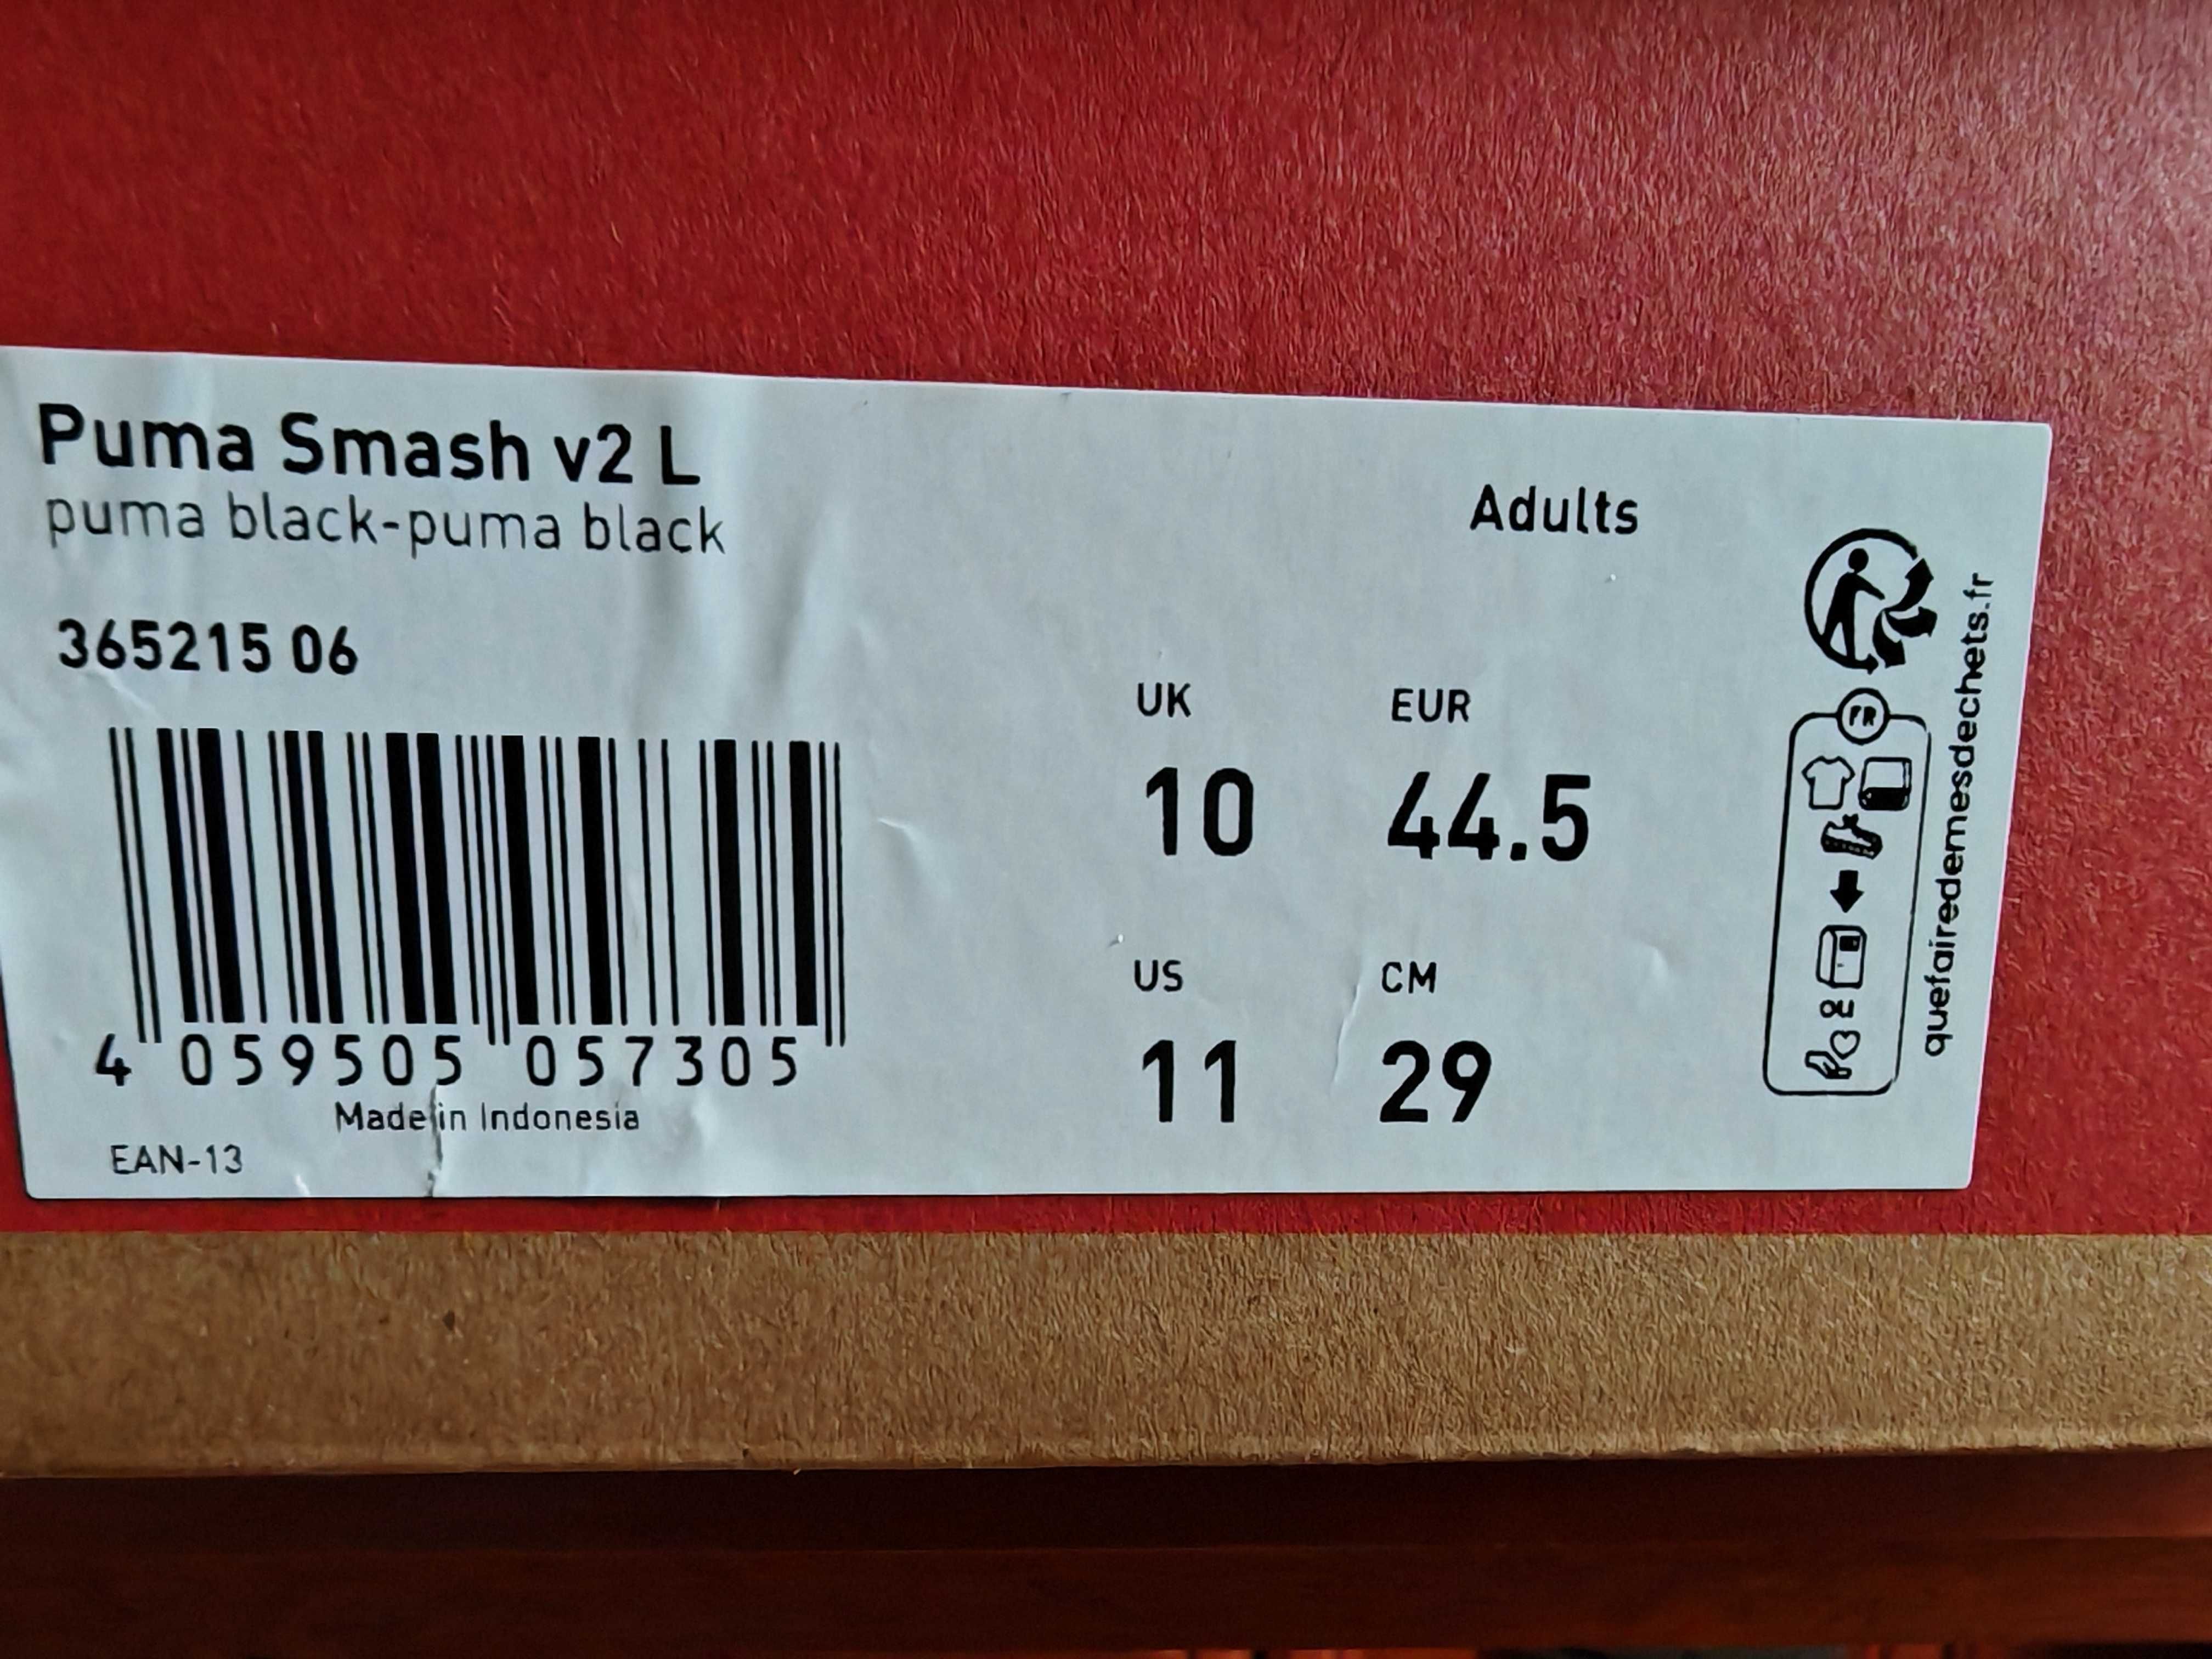 Puma Smash v2 L
puma black-puma black
365215 06
4 059505 057305
Made in Indonesia
EAN-13
Adults
UK
10
EUR
44.5
US
11
CM
29
FR
quefairedemesdechets.fr